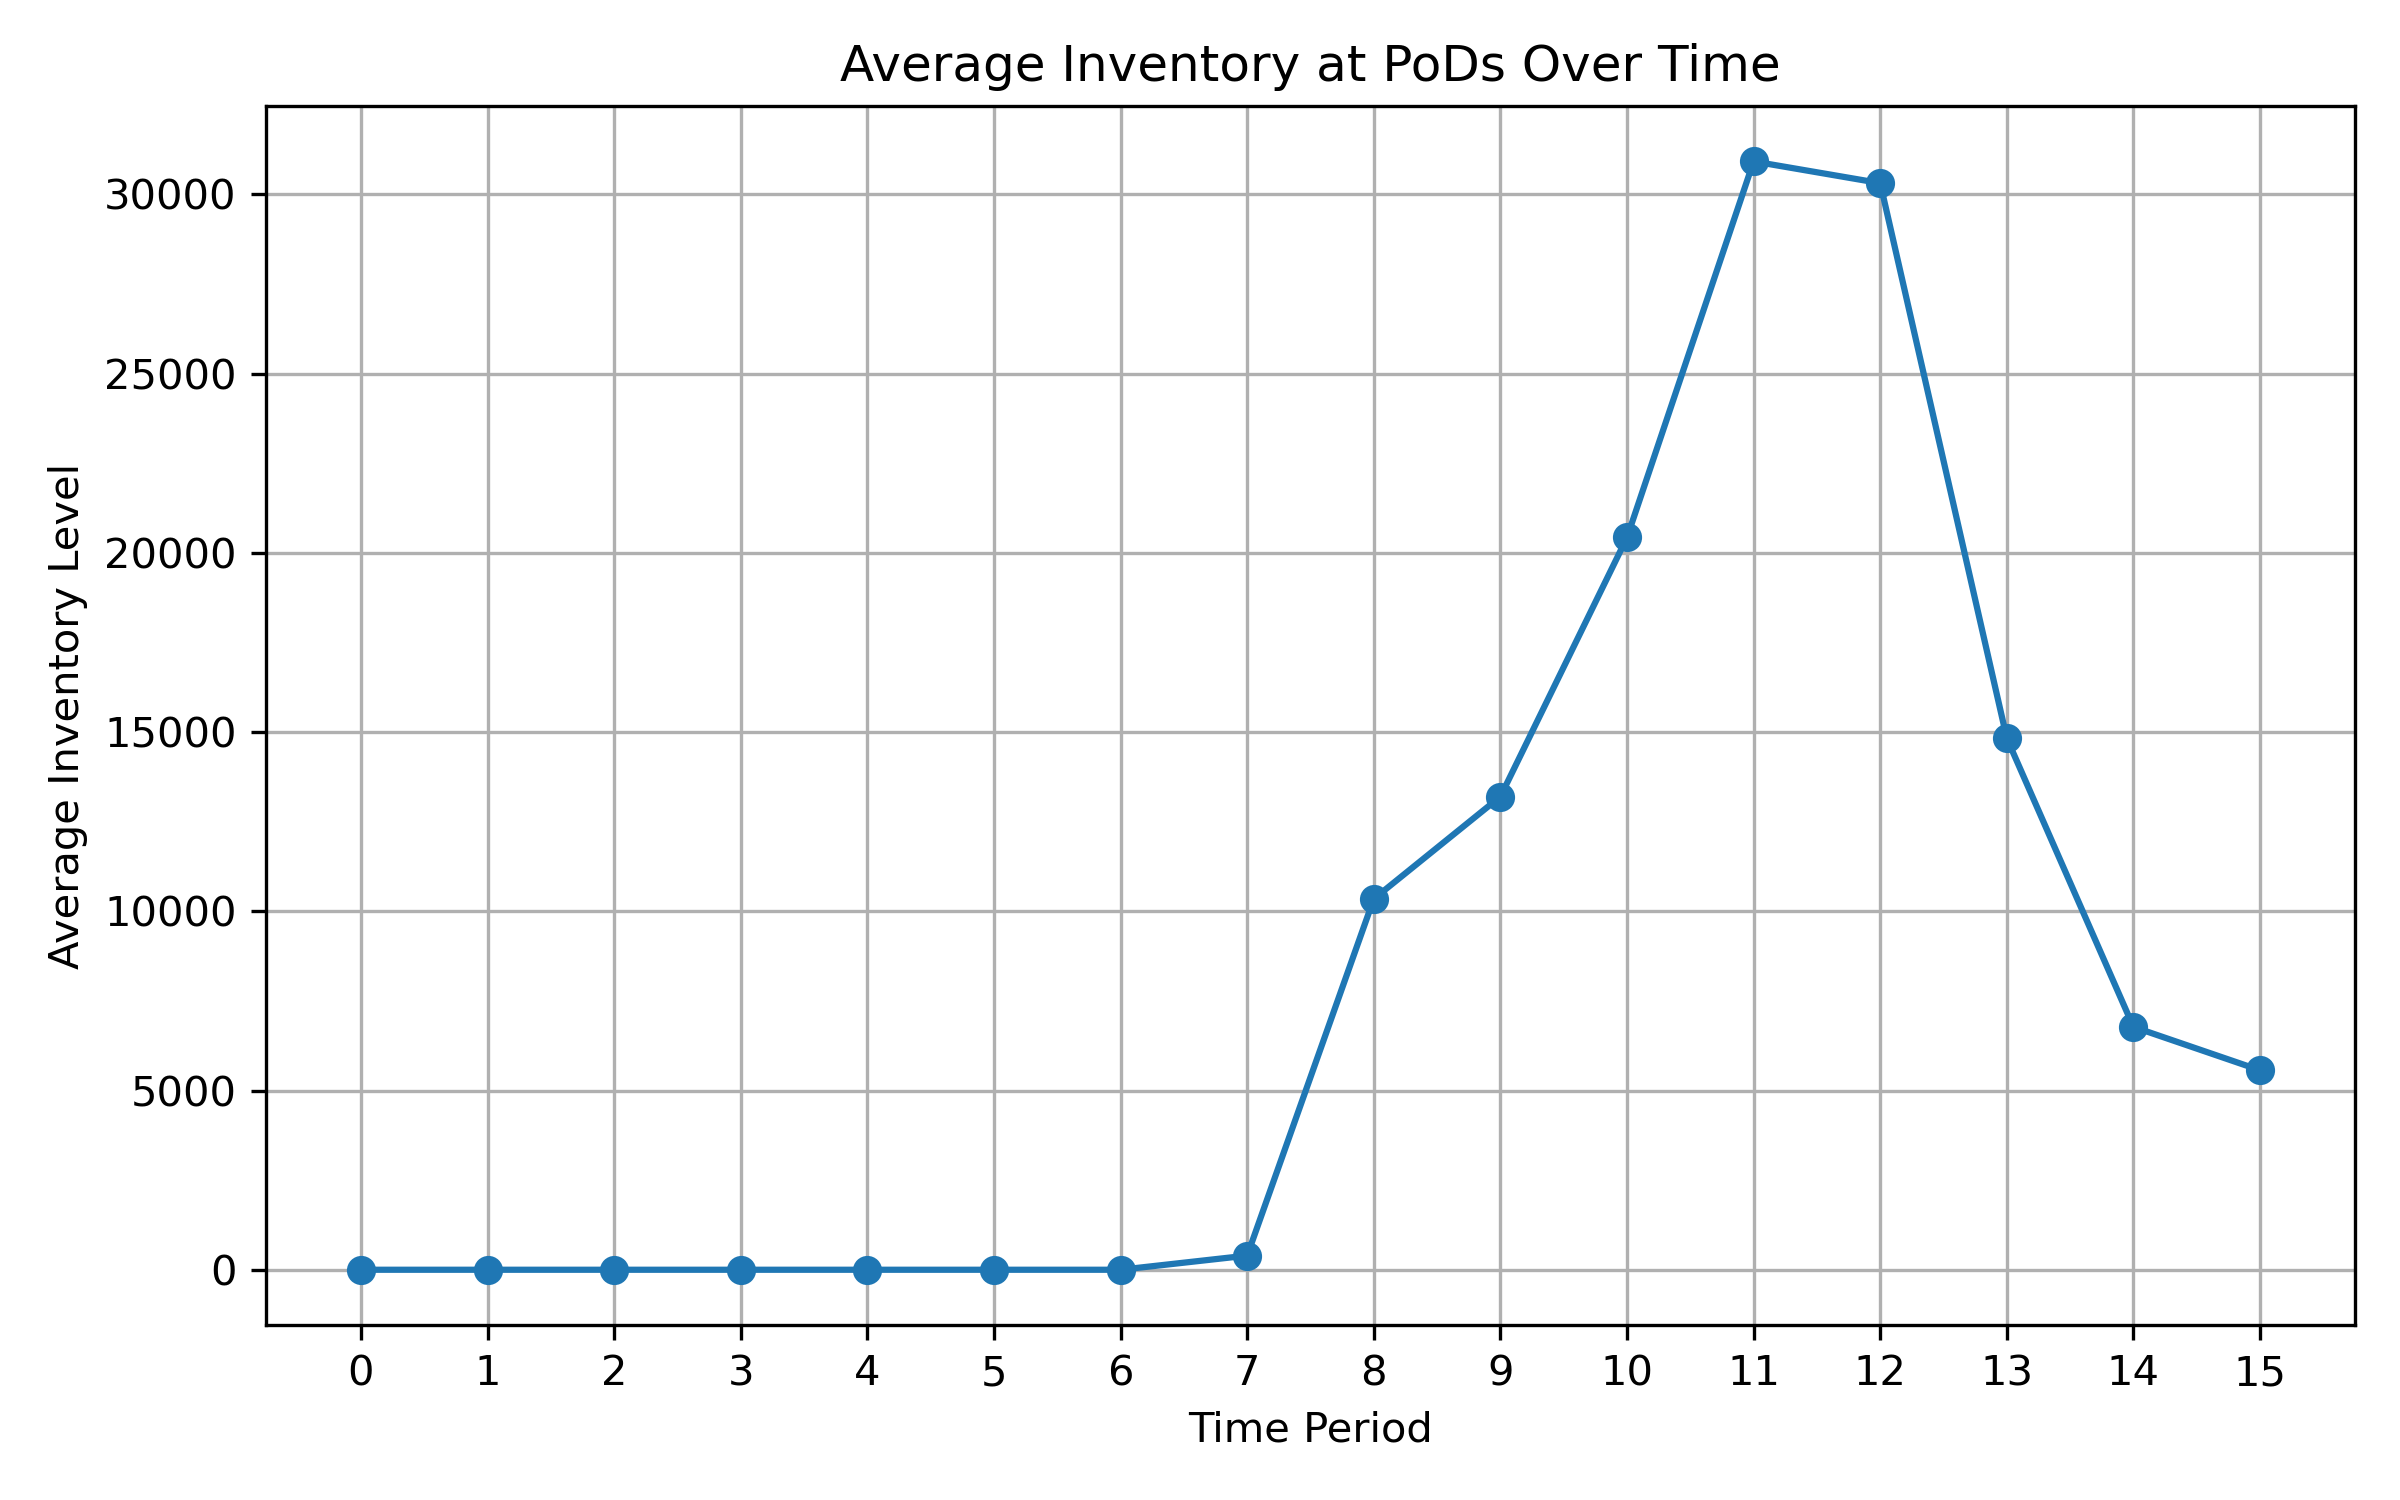 Average Inventory at PoDs Over Time
Average Inventory Level
30000
25000
20000
15000
10000
5000
0
0 1 2 3 4 5 6 7 8 9 10 11 12 13 14 15
Time Period